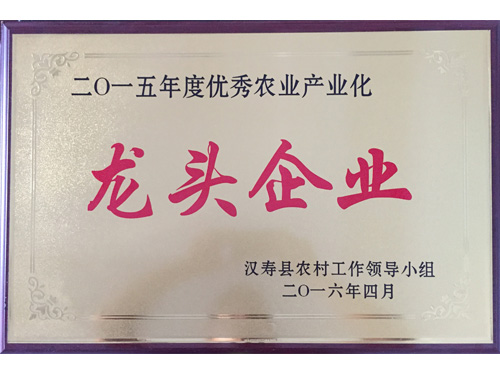 二〇一五年度优秀农业产业化
龙头企业
汉寿县农村工作领导小组
二〇一六年四月